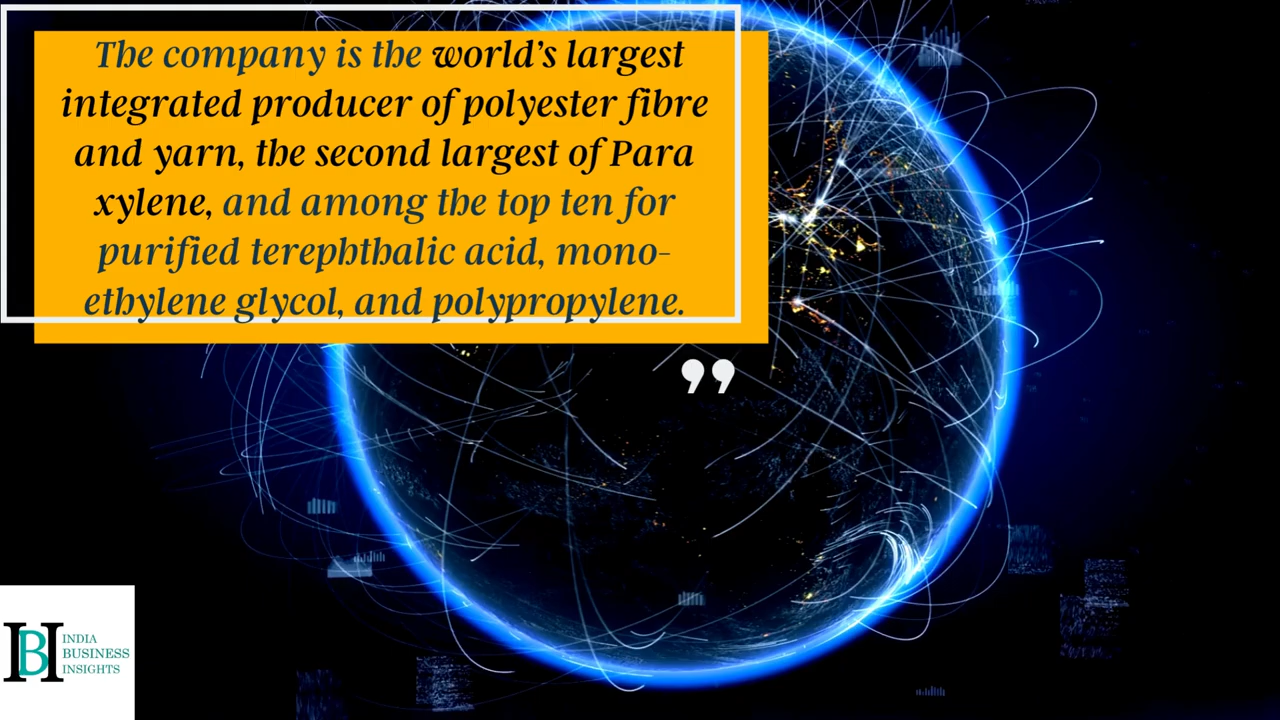 The company is the world’s largest
integrated producer of polyester fibre
and yarn, the second largest of Para
xylene, and among the top ten for
purified terephthalic acid, mono-
ethylene glycol, and polypropylene.
”
IBI
INDIA
BUSINESS
INSIGHTS